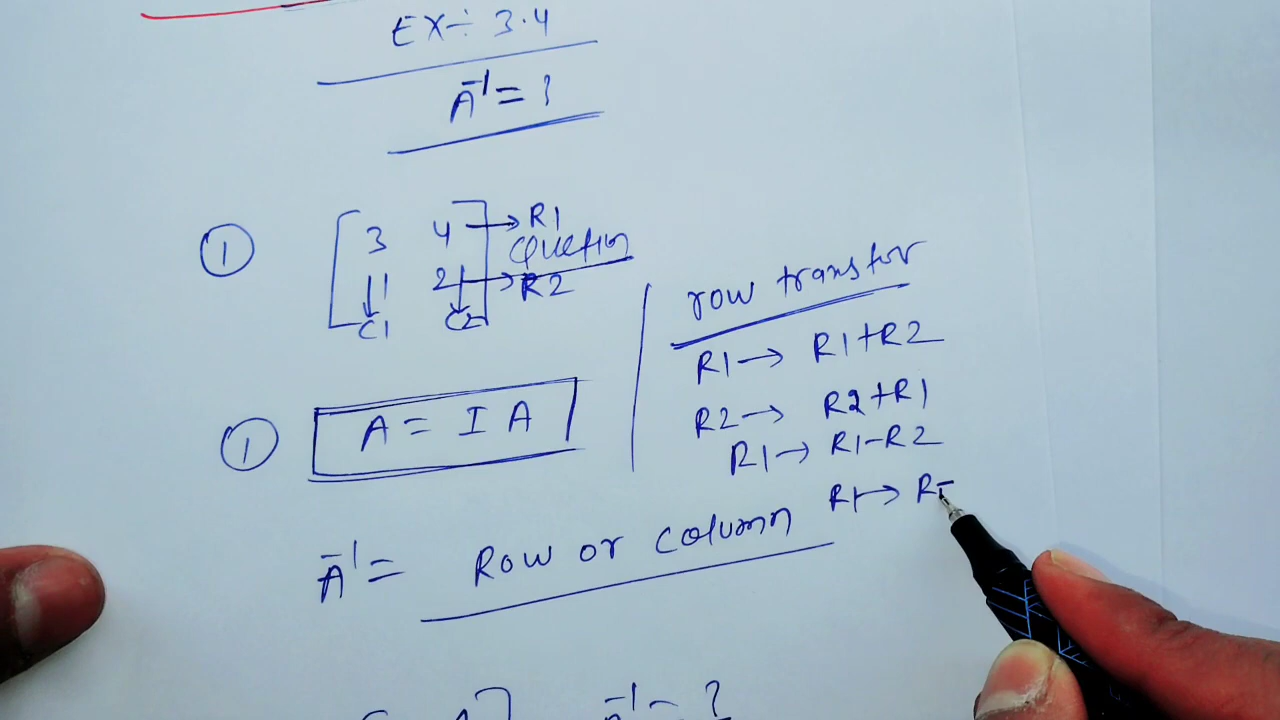 EX÷ 3.4
A⁻¹ = ?
① [ 3 4 ] → R1
Question
1 2 → R2
C1 C2
row transfor
R1 → R1+R2
R2 → R2+R1
R1 → R1-R2
① A = I A
R1 → R
A⁻¹ = Row or column
A⁻¹ = ?